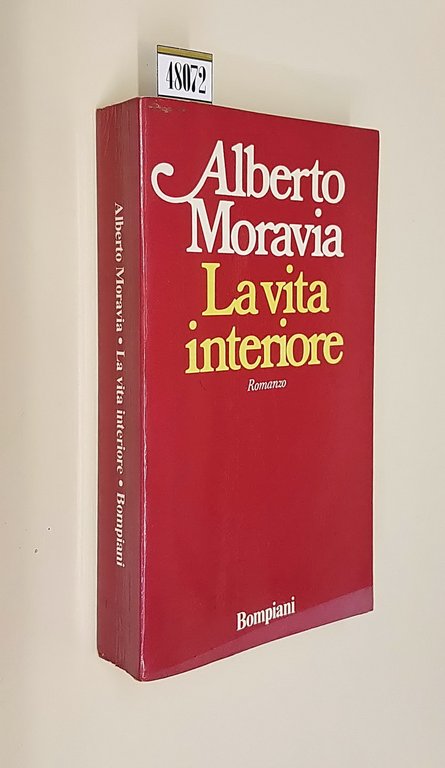 48072
Alberto
Moravia
La vita
interiore
Romanzo
Bompiani
Alberto Moravia • La vita interiore • Bompiani